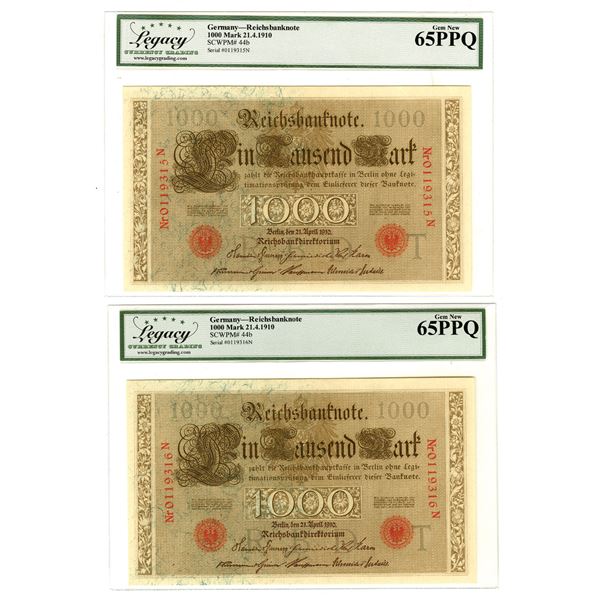 Legacy
CURRENCY GRADING
www.legacygrading.com
Germany—Reichsbanknote
1000 Mark 21.4.1910
SCWPM# 44b
Serial #0119315N
Gem New
65PPQ
1000 1000
Reichsbanknote.
Ein Tausend Mark
zahlt die Reichsbankhauptkasse in Berlin ohne Legi-
timationsprüfung dem Einlieferer dieser Banknote.
1000
Berlin, den 21. April 1910.
Reichsbankdirektorium
Nr0119315N
Nr0119315N
T
Legacy
CURRENCY GRADING
www.legacygrading.com
Germany—Reichsbanknote
1000 Mark 21.4.1910
SCWPM# 44b
Serial #0119316N
Gem New
65PPQ
1000 1000
Reichsbanknote.
Ein Tausend Mark
zahlt die Reichsbankhauptkasse in Berlin ohne Legi-
timationsprüfung dem Einlieferer dieser Banknote.
1000
Berlin, den 21. April 1910.
Reichsbankdirektorium
Nr0119316N
Nr0119316N
R T